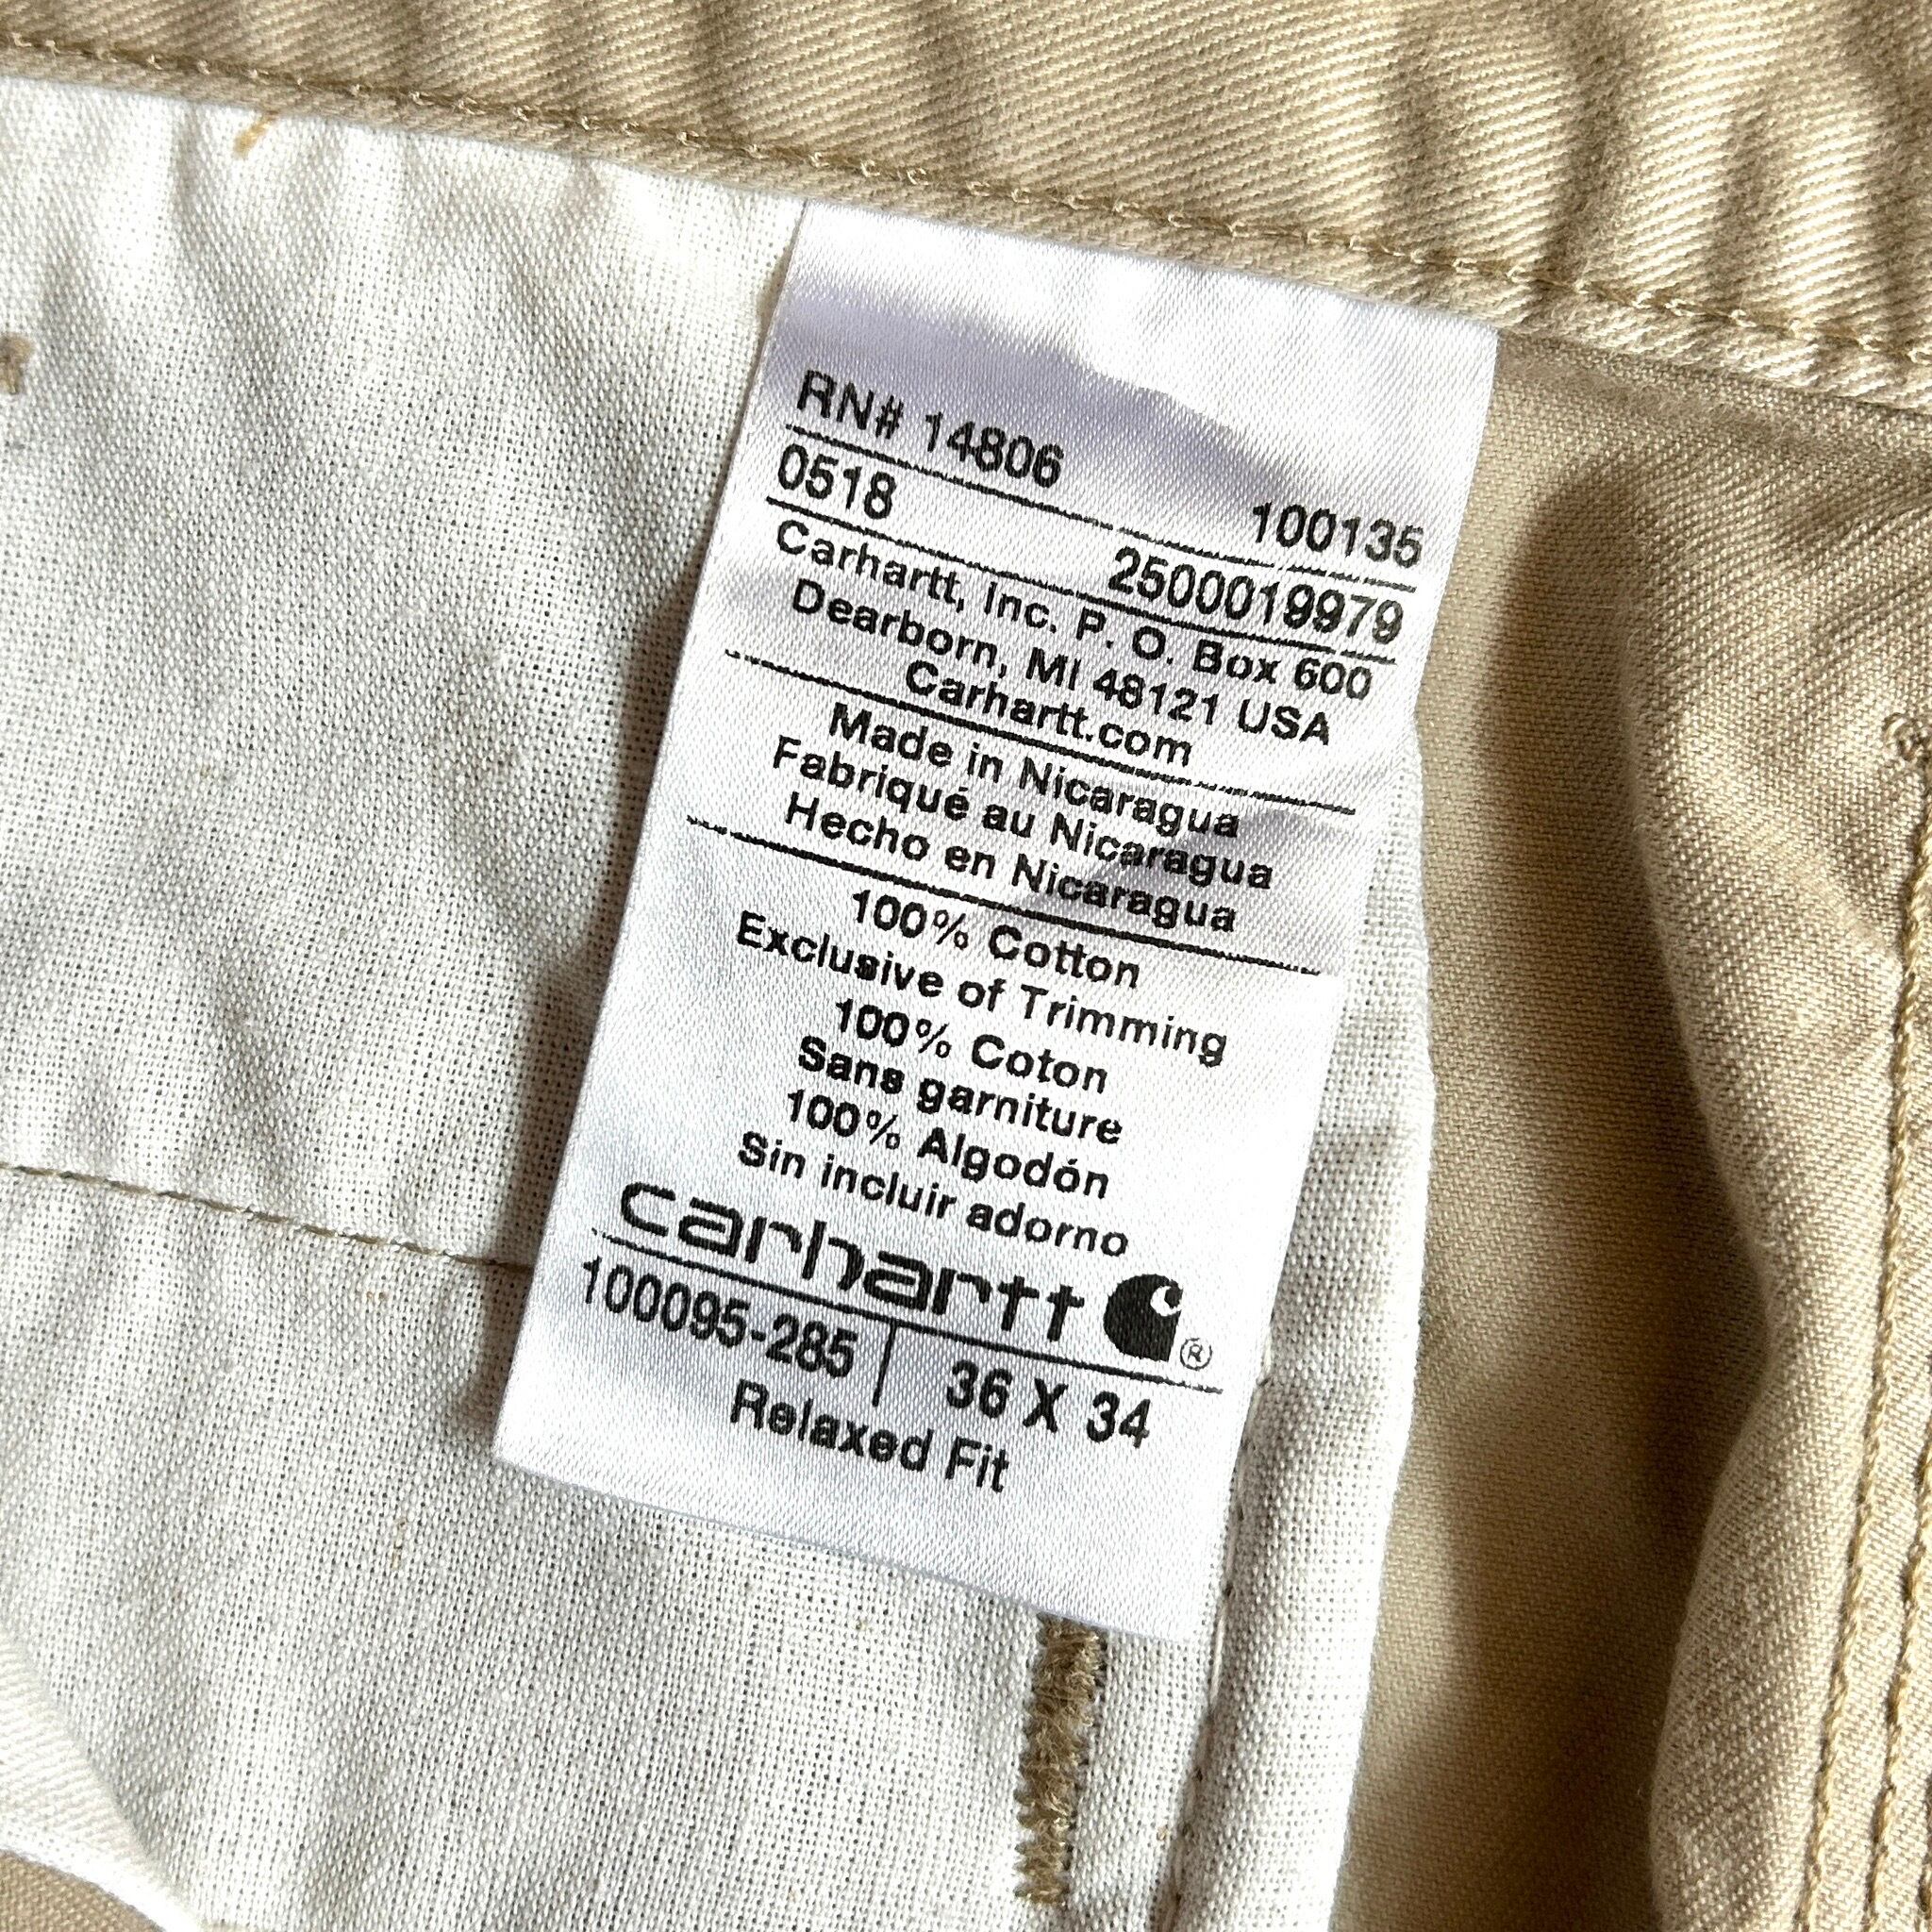 RN# 14806
100135
0518 2500019979
Carhartt, Inc. P. O. Box 600
Dearborn, MI 48121 USA
Carhartt.com
Made in Nicaragua
Fabriqué au Nicaragua
Hecho en Nicaragua
100% Cotton
Exclusive of Trimming
100% Coton
Sans garniture
100% Algodón
Sin incluir adorno
carhartt ®
100095-285 | 36 X 34
Relaxed Fit